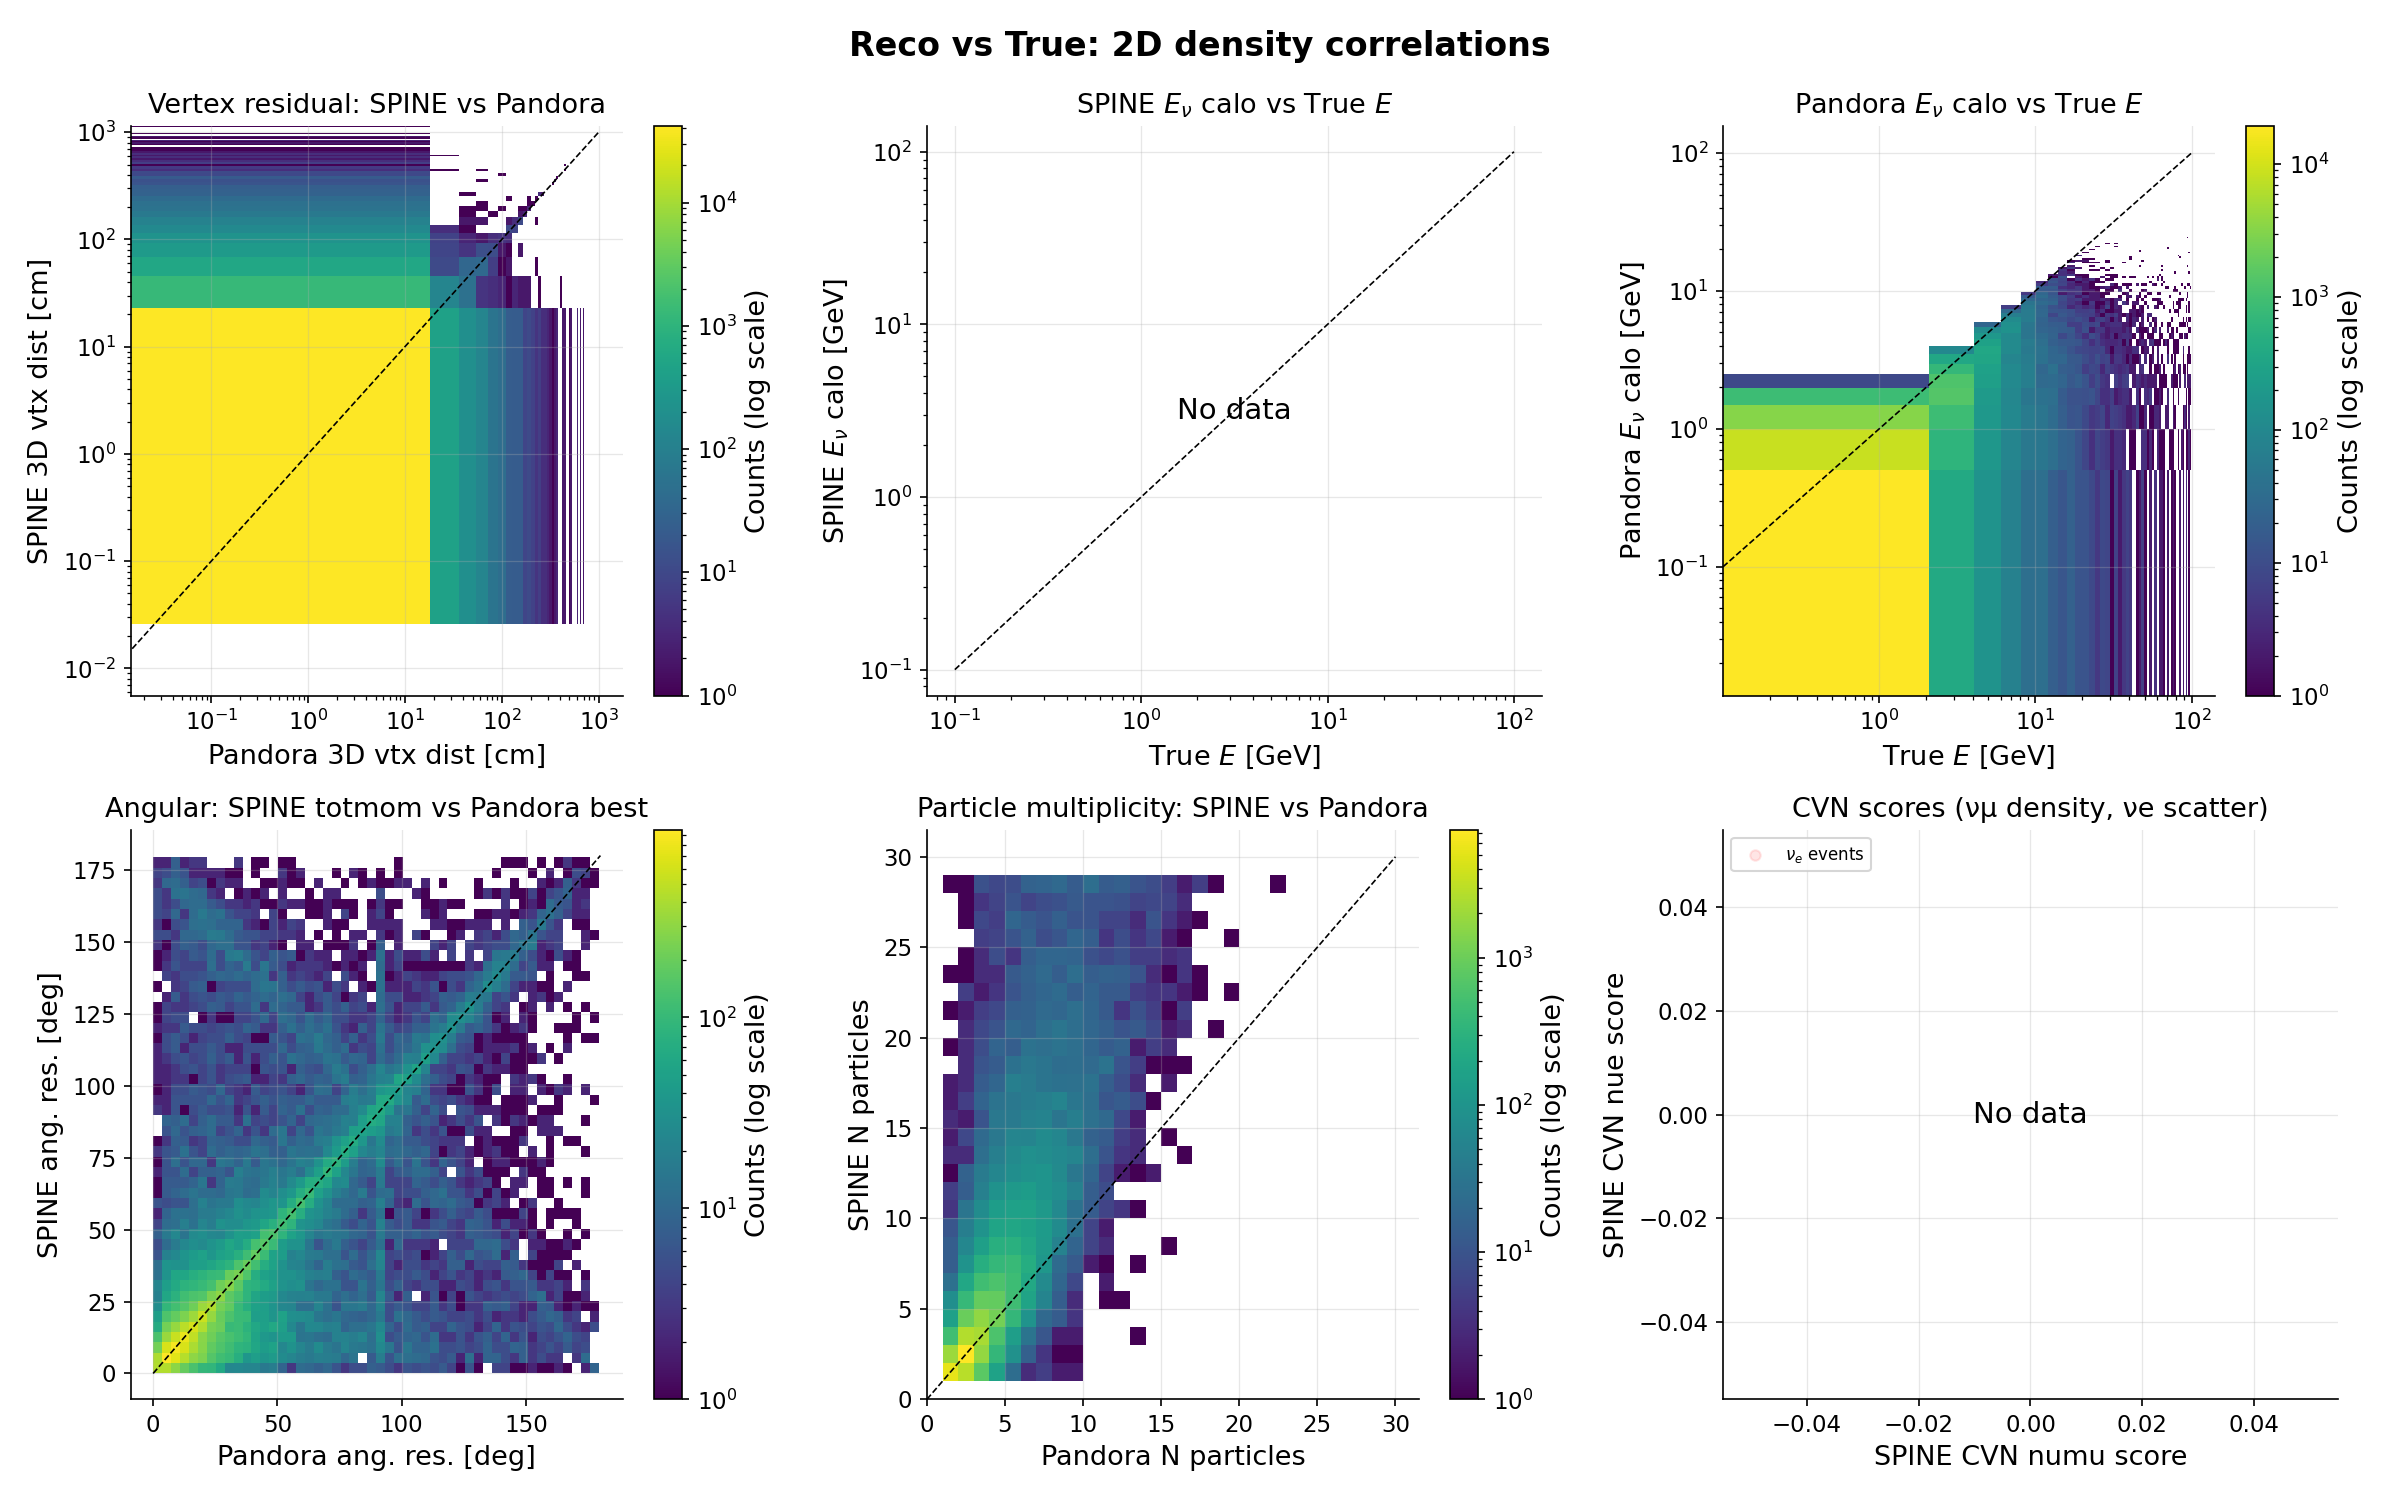 Reco vs True: 2D density correlations
Vertex residual: SPINE vs Pandora
SPINE 3D vtx dist [cm]
10³
10²
10¹
10⁰
10⁻¹
10⁻²
10⁻¹ 10⁰ 10¹ 10² 10³
Pandora 3D vtx dist [cm]
10⁴
10³
10²
10¹
10⁰
Counts (log scale)
SPINE Eν calo vs True E
SPINE Eν calo [GeV]
10²
10¹
10⁰
10⁻¹
No data
10⁻¹ 10⁰ 10¹ 10²
True E [GeV]
Pandora Eν calo vs True E
Pandora Eν calo [GeV]
10²
10¹
10⁰
10⁻¹
10⁰ 10¹ 10²
True E [GeV]
10⁴
10³
10²
10¹
10⁰
Counts (log scale)
Angular: SPINE totmom vs Pandora best
SPINE ang. res. [deg]
175
150
125
100
75
50
25
0
0 50 100 150
Pandora ang. res. [deg]
10²
10¹
10⁰
Counts (log scale)
Particle multiplicity: SPINE vs Pandora
SPINE N particles
30
25
20
15
10
5
0
0 5 10 15 20 25 30
Pandora N particles
10³
10²
10¹
10⁰
Counts (log scale)
CVN scores (νμ density, νe scatter)
νe events
SPINE CVN nue score
0.04
0.02
0.00
−0.02
−0.04
No data
−0.04 −0.02 0.00 0.02 0.04
SPINE CVN numu score